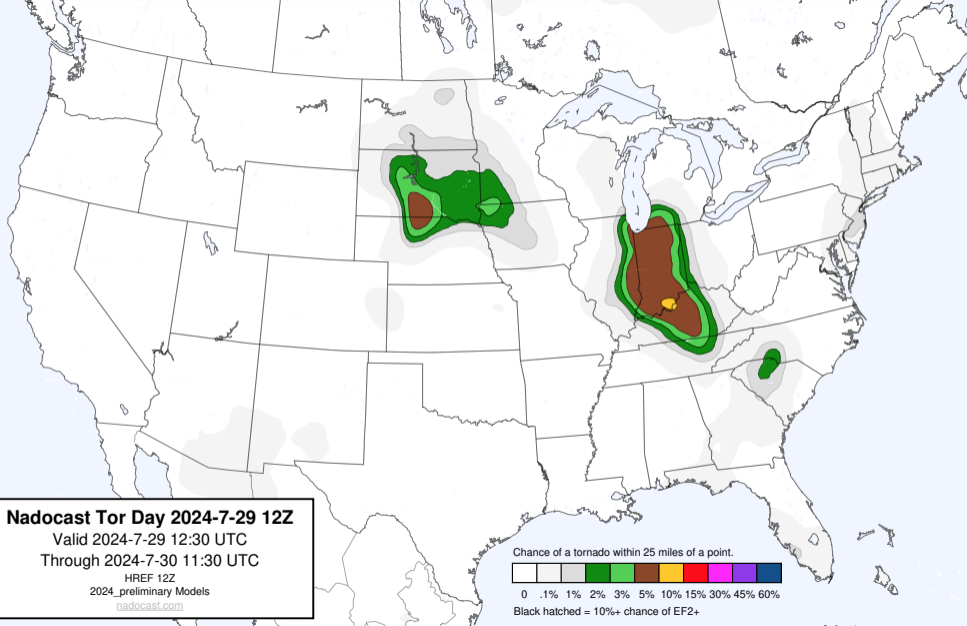 Nadocast Tor Day 2024-7-29 12Z
Valid 2024-7-29 12:30 UTC
Through 2024-7-30 11:30 UTC
HREF 12Z
2024_preliminary Models
nadocast.com
Chance of a tornado within 25 miles of a point.
0 .1% 1% 2% 3% 5% 10% 15% 30% 45% 60%
Black hatched = 10%+ chance of EF2+